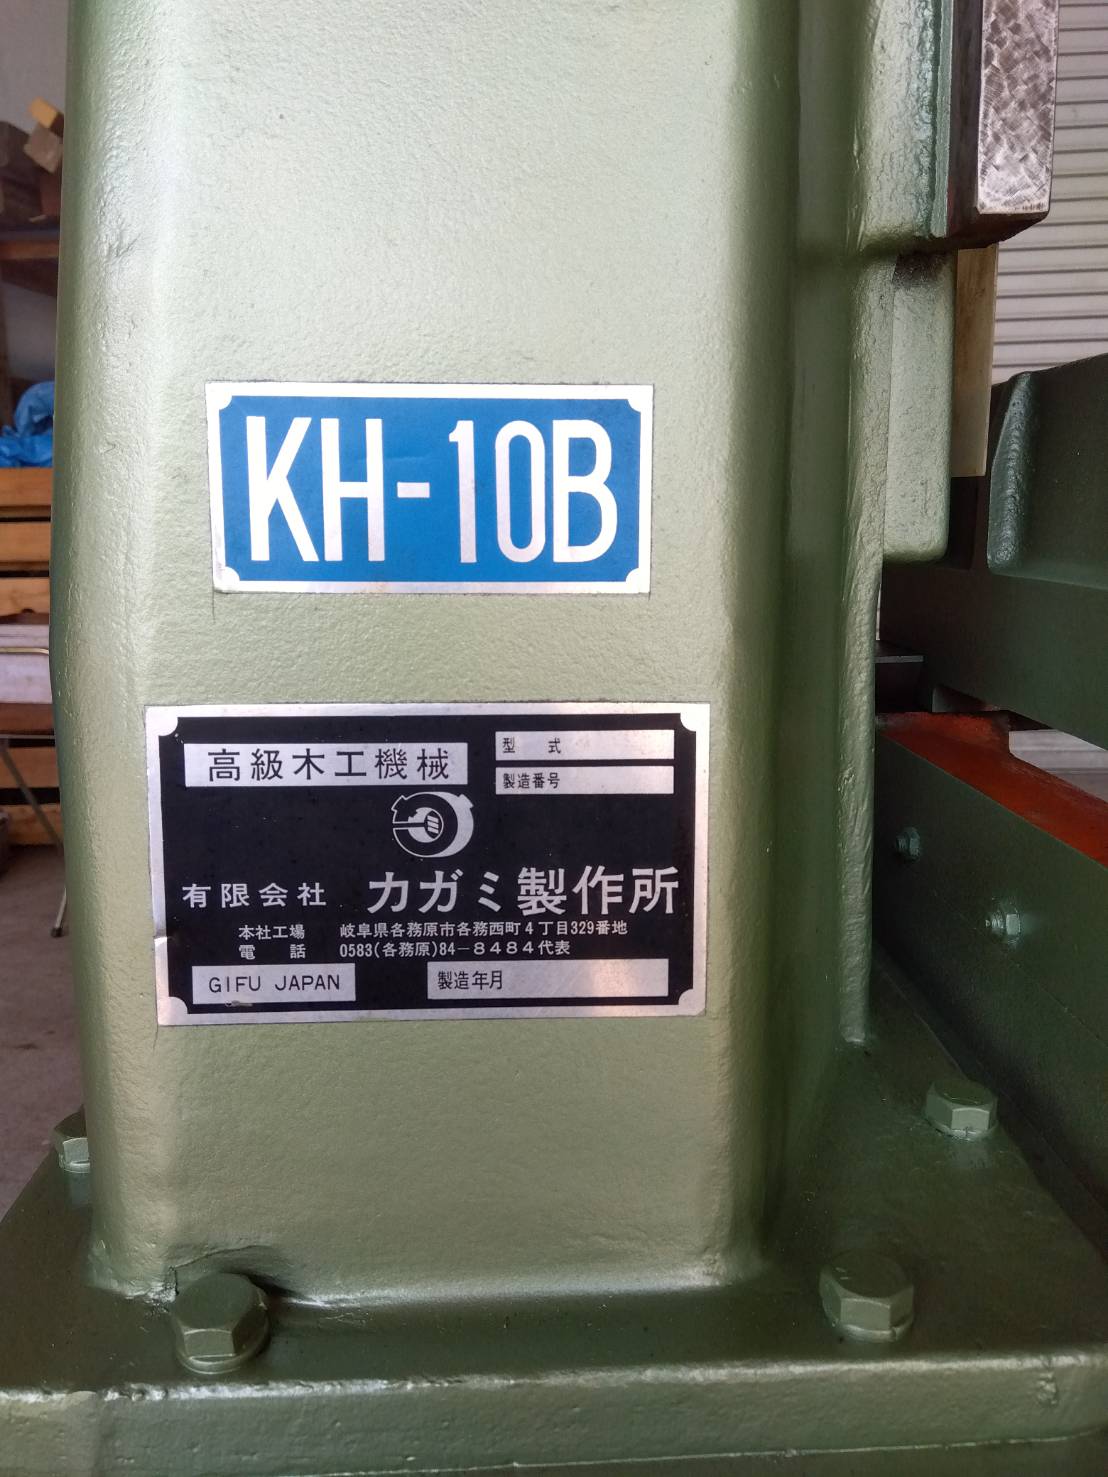 KH-10B
高級木工機械
型 式
製造番号
有限会社 カガミ製作所
本社工場 岐阜県各務原市各務西町4丁目329番地
電話 0583(各務原)84-8484代表
GIFU JAPAN
製造年月